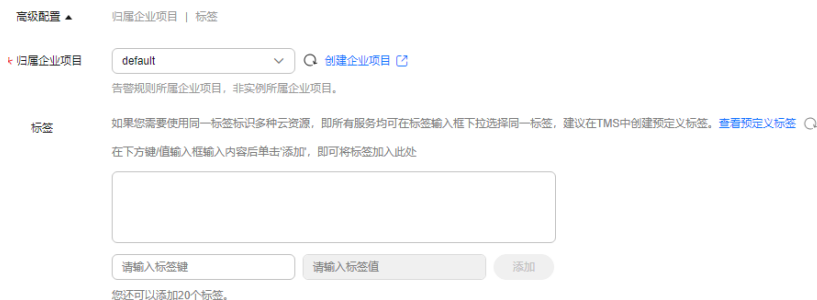 高级配置 ▲ 归属企业项目 | 标签
* 归属企业项目 default 创建企业项目
告警规则所属企业项目，非实例所属企业项目。
标签 如果您需要使用同一标签标识多种云资源，即所有服务均可在标签输入框下拉选择同一标签，建议在TMS中创建预定义标签。查看预定义标签
在下方键/值输入框输入内容后单击'添加'，即可将标签加入此处
请输入标签键 请输入标签值 添加
您还可以添加20个标签。